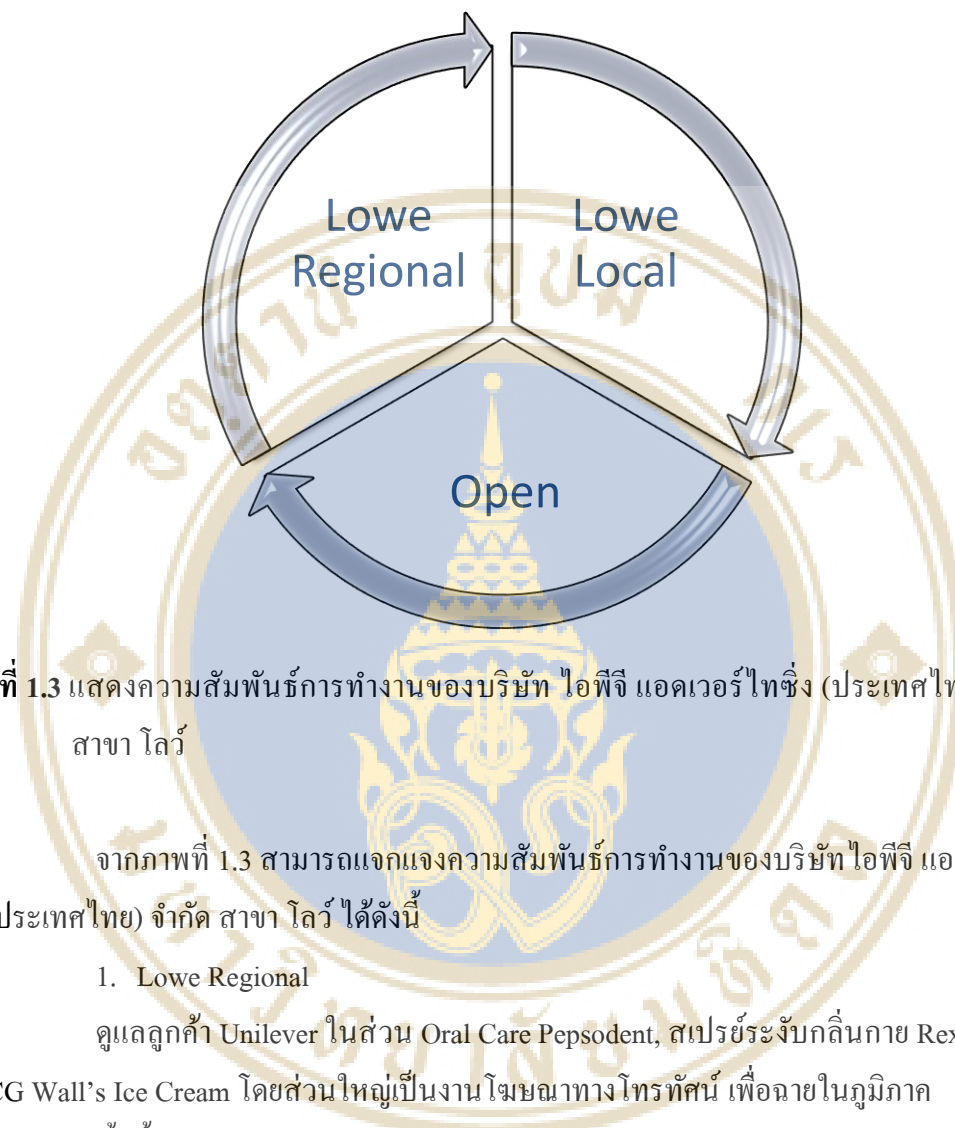 Lowe
Regional
Lowe
Local
Open
ที่ 1.3 แสดงความสัมพันธ์การทำงานของบริษัท ไอพีจี แอดเวอร์ไทซิ่ง (ประเทศไท
สาขา โลว์
จากภาพที่ 1.3 สามารถแจกแจงความสัมพันธ์การทำงานของบริษัท ไอพีจี แอ
ประเทศไทย) จำกัด สาขา โลว์ ได้ดังนี้
1. Lowe Regional
ดูแลลูกค้า Unilever ในส่วน Oral Care Pepsodent, สเปรย์ระงับกลิ่นกาย Rex
CG Wall's Ice Cream โดยส่วนใหญ่เป็นงานโฆษณาทางโทรทัศน์ เพื่อฉายในภูมิภาค